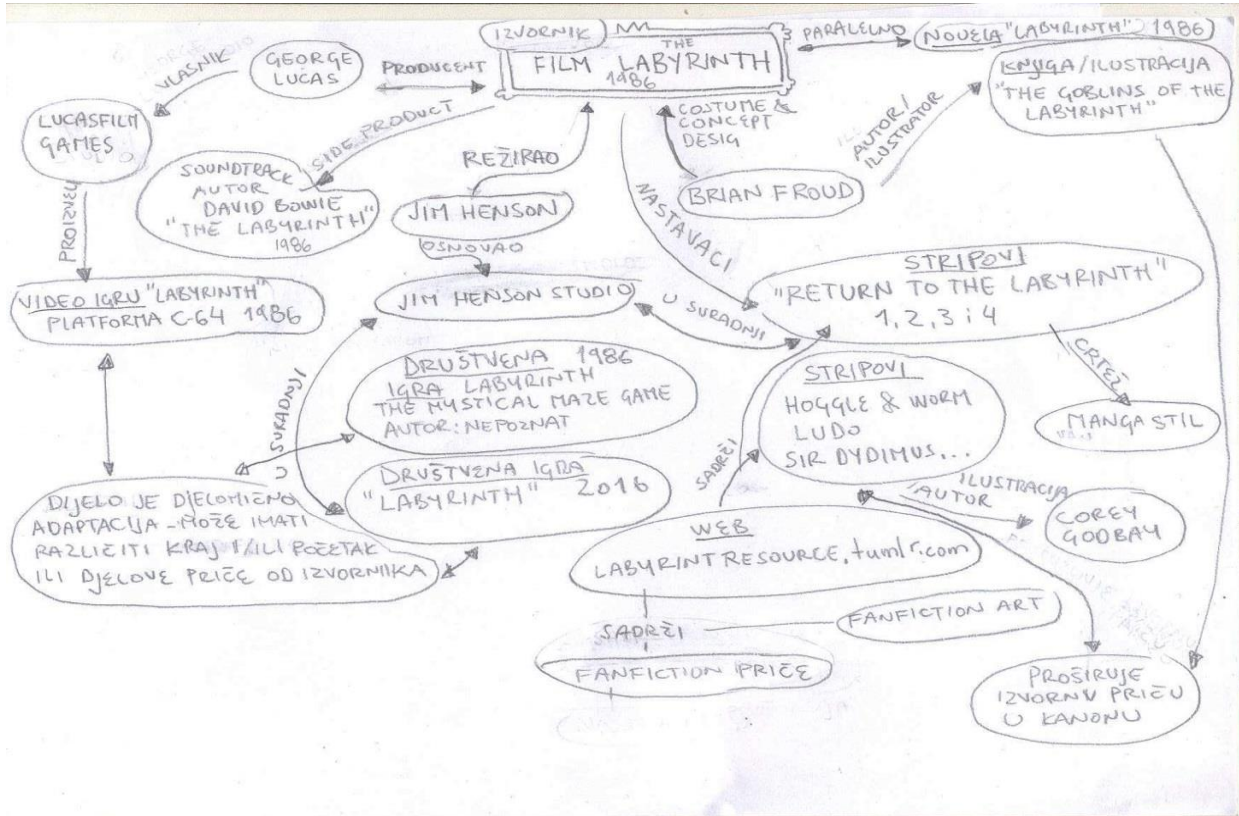 IZVORNIK
THE
FILM LABYRINTH
1986
PARALELNO
NOVELA "LABYRINTH" 1986
KNJIGA/ILUSTRACIJA
"THE GOBLINS OF THE
LABYRINTH"
VLASNIK
GEORGE
LUCAS
PRODUCENT
LUCASFILM
GAMES
SIDE PRODUCT
SOUNDTRACK
AUTOR
DAVID BOWIE
"THE LABYRINTH"
1986
REŽIRAO
JIM HENSON
COSTUME &
CONCEPT
DESIG
BRIAN FROUD
AUTOR/
ILUSTRATOR
PROIZVEU
OSNOVAO
NASTAVACI
VIDEO IGRU "LABYRINTH"
PLATFORMA C-64 1986
JIM HENSON STUDIO
U SURADNJI
STRIPOVI
"RETURN TO THE LABYRINTH"
1, 2, 3 i 4
CRTEŽ
MANGA STIL
U SURADNJI
DRUŠTVENA 1986
IGRA LABYRINTH
THE MYSTICAL MAZE GAME
AUTOR: NEPOZNAT
STRIPOVI
HOGGLE & WORM
LUDO
SIR DYDIMUS,...
SADRŽI
DRUŠTVENA IGRA
"LABYRINTH" 2016
ILUSTRACIJA
/AUTOR
COREY
GODBAY
DIJELO JE DJELOMIČNO
ADAPTACIJA - MOŽE IMATI
RAZLIČITI KRAJ I/ILI POČETAK
ILI DJELOVE PRIČE OD IZVORNIKA
WEB
LABYRINTRESOURCE.tumlr.com
SADRŽI
FANFICTION ART
FANFICTION PRIČE
PROŠIRUJE
IZVORNU PRIČU
U KANONU